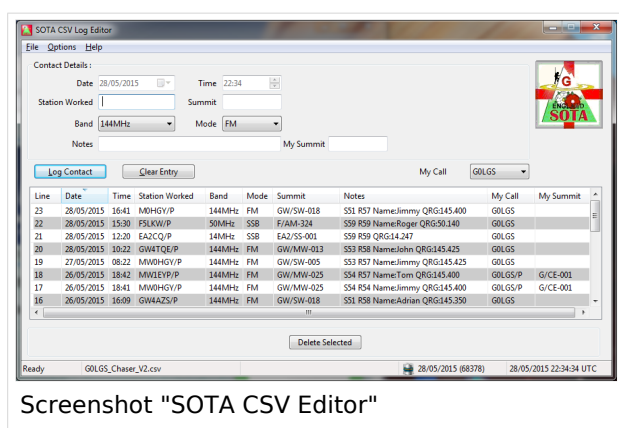 SOTA CSV Log Editor
File Options Help
Contact Details :
Date 28/05/2015 Time 22:34
Station Worked Summit
Band 144MHz Mode FM
Notes My Summit
G
ENGLAND
SOTA
Log Contact Clear Entry My Call G0LGS
Line Date Time Station Worked Band Mode Summit Notes My Call My Summit
23 28/05/2015 16:41 M0HGY/P 144MHz FM GW/SW-018 S51 R57 Name:Jimmy QRG:145.400 G0LGS
22 28/05/2015 15:30 F5LKW/P 50MHz SSB F/AM-324 S59 R59 Name:Roger QRG:50.140 G0LGS
21 28/05/2015 12:20 EA2CQ/P 14MHz SSB EA2/SS-001 S59 R59 QRG:14.247 G0LGS
20 28/05/2015 10:22 GW4TQE/P 144MHz FM GW/MW-013 S53 R58 Name:John QRG:145.425 G0LGS
19 27/05/2015 08:22 MW0HGY/P 144MHz FM GW/SW-005 S53 R57 Name:Jimmy QRG:145.425 G0LGS
18 26/05/2015 18:42 MW1EYP/P 144MHz FM GW/MW-025 S54 R57 Name:Tom QRG:145.400 G0LGS/P G/CE-001
17 26/05/2015 18:41 MW0HGY/P 144MHz FM GW/MW-025 S54 R57 Name:Jimmy QRG:145.400 G0LGS/P G/CE-001
16 26/05/2015 16:09 GW4AZS/P 144MHz FM GW/SW-018 S51 R58 Name:Adrian QRG:145.350 G0LGS
Delete Selected
Ready G0LGS_Chaser_V2.csv 28/05/2015 (68378) 28/05/2015 22:34:34 UTC
Screenshot "SOTA CSV Editor"